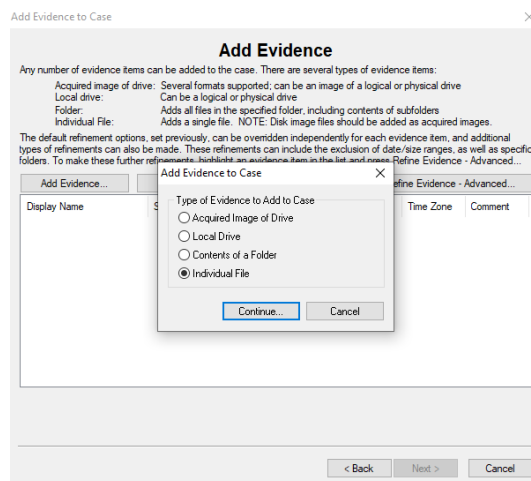 Add Evidence to Case
Add Evidence
Any number of evidence items can be added to the case. There are several types of evidence items:
Acquired image of drive: Several formats supported; can be an image of a logical or physical drive
Local drive: Can be a logical or physical drive
Folder: Adds all files in the specified folder, including contents of subfolders
Individual File: Adds a single file. NOTE: Disk image files should be added as acquired images.
The default refinement options, set previously, can be overridden independently for each evidence item, and additional
types of refinements can also be made. These refinements can include the exclusion of date/size ranges, as well as specific
folders. To make these further refinements, highlight an evidence item in the list and press Refine Evidence - Advanced...
Add Evidence... efine Evidence - Advanced...
Display Name S Time Zone Comment
Add Evidence to Case
Type of Evidence to Add to Case
Acquired Image of Drive
Local Drive
Contents of a Folder
Individual File
Continue... Cancel
< Back Next > Cancel